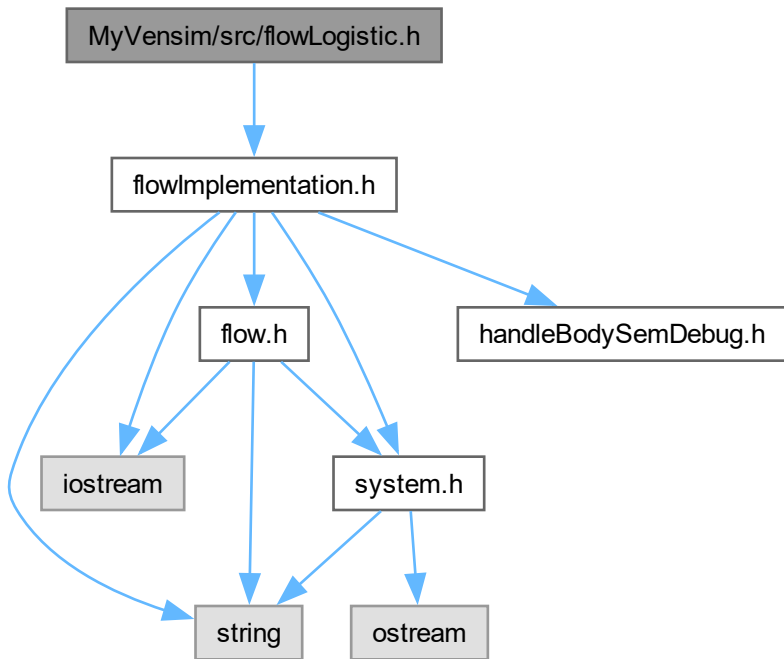 MyVensim/src/flowLogistic.h
flowImplementation.h
flow.h
handleBodySemDebug.h
iostream
system.h
string
ostream